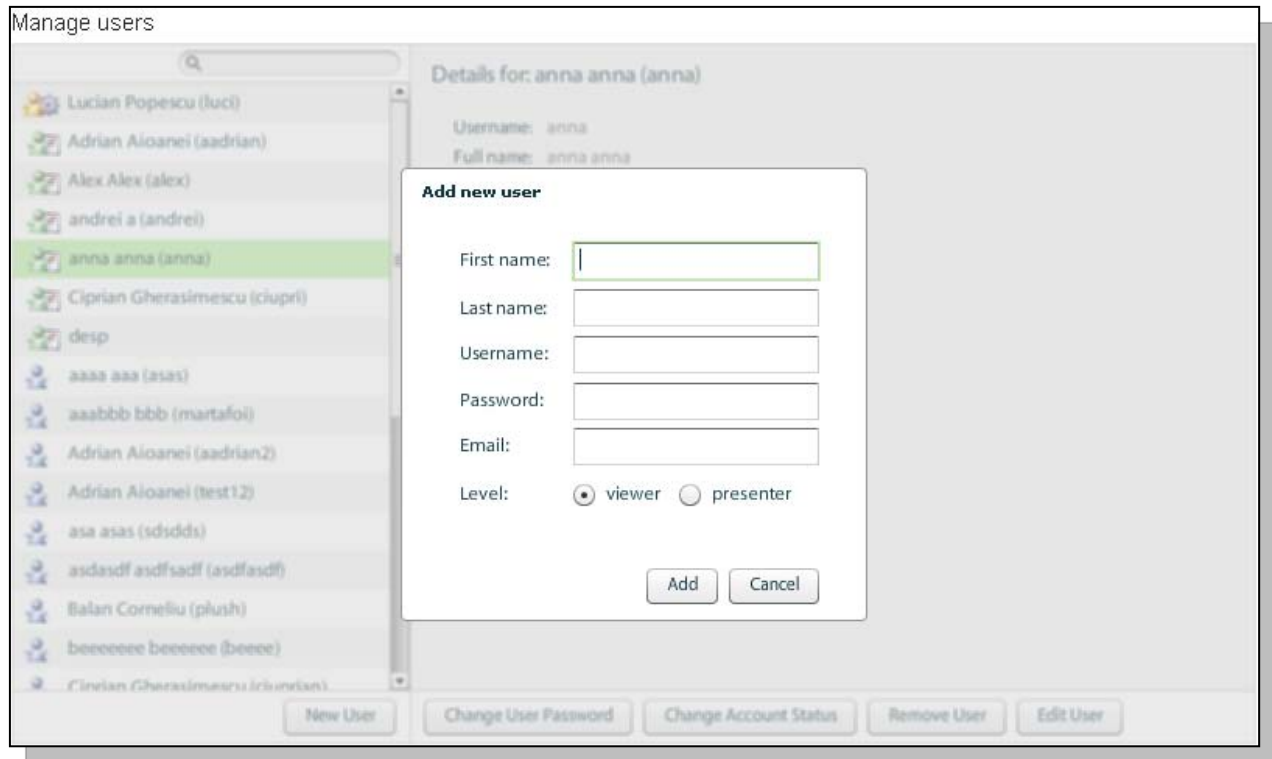 Manage users
Lucian Popescu (luci)
Adrian Aioanei (aadrian)
Alex Alex (alex)
andrei a (andrei)
anna anna (anna)
Ciprian Gherasimescu (ciupri)
desp
aaaa aaa (asas)
aaabbb bbb (martafoi)
Adrian Aioanei (aadrian2)
Adrian Aioanei (test12)
asa asas (sdsdds)
asdasdf asdfsadf (asdfasdf)
Balan Corneliu (plush)
beeeeeee beeeeee (beeee)
Ciprian Gherasimescu (ciuprian)
New User
Details for: anna anna (anna)
Username: anna
Full name: anna anna
Add new user
First name:
Last name:
Username:
Password:
Email:
Level: viewer presenter
Add Cancel
Change User Password Change Account Status Remove User Edit User